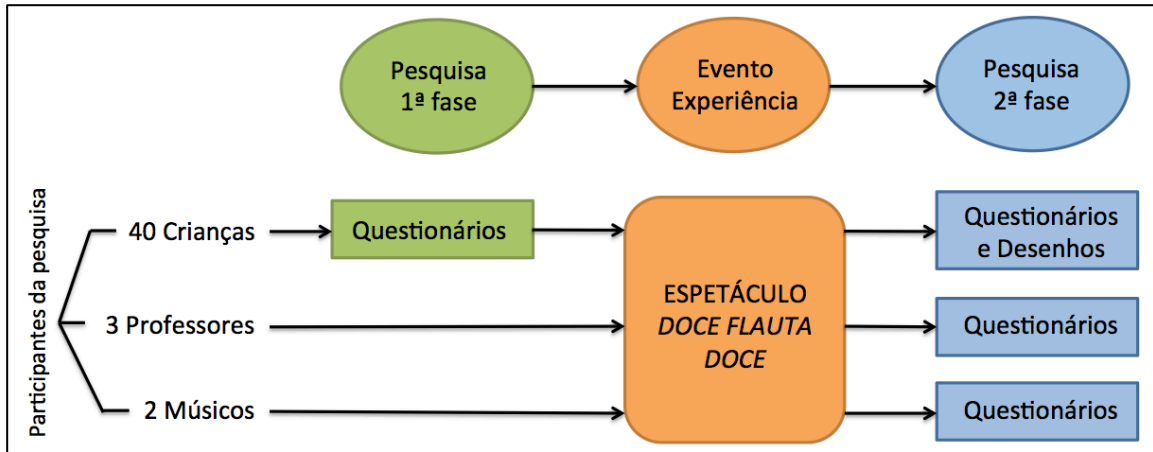 Pesquisa
1ª fase
Evento
Experiência
Pesquisa
2ª fase
Participantes da pesquisa
40 Crianças
Questionários
ESPETÁCULO
DOCE FLAUTA
DOCE
Questionários
e Desenhos
3 Professores
Questionários
2 Músicos
Questionários